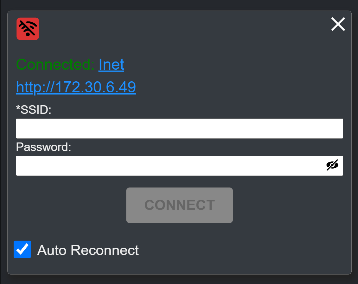 Connected: Inet
http://172.30.6.49
*SSID:
Password:
CONNECT
Auto Reconnect